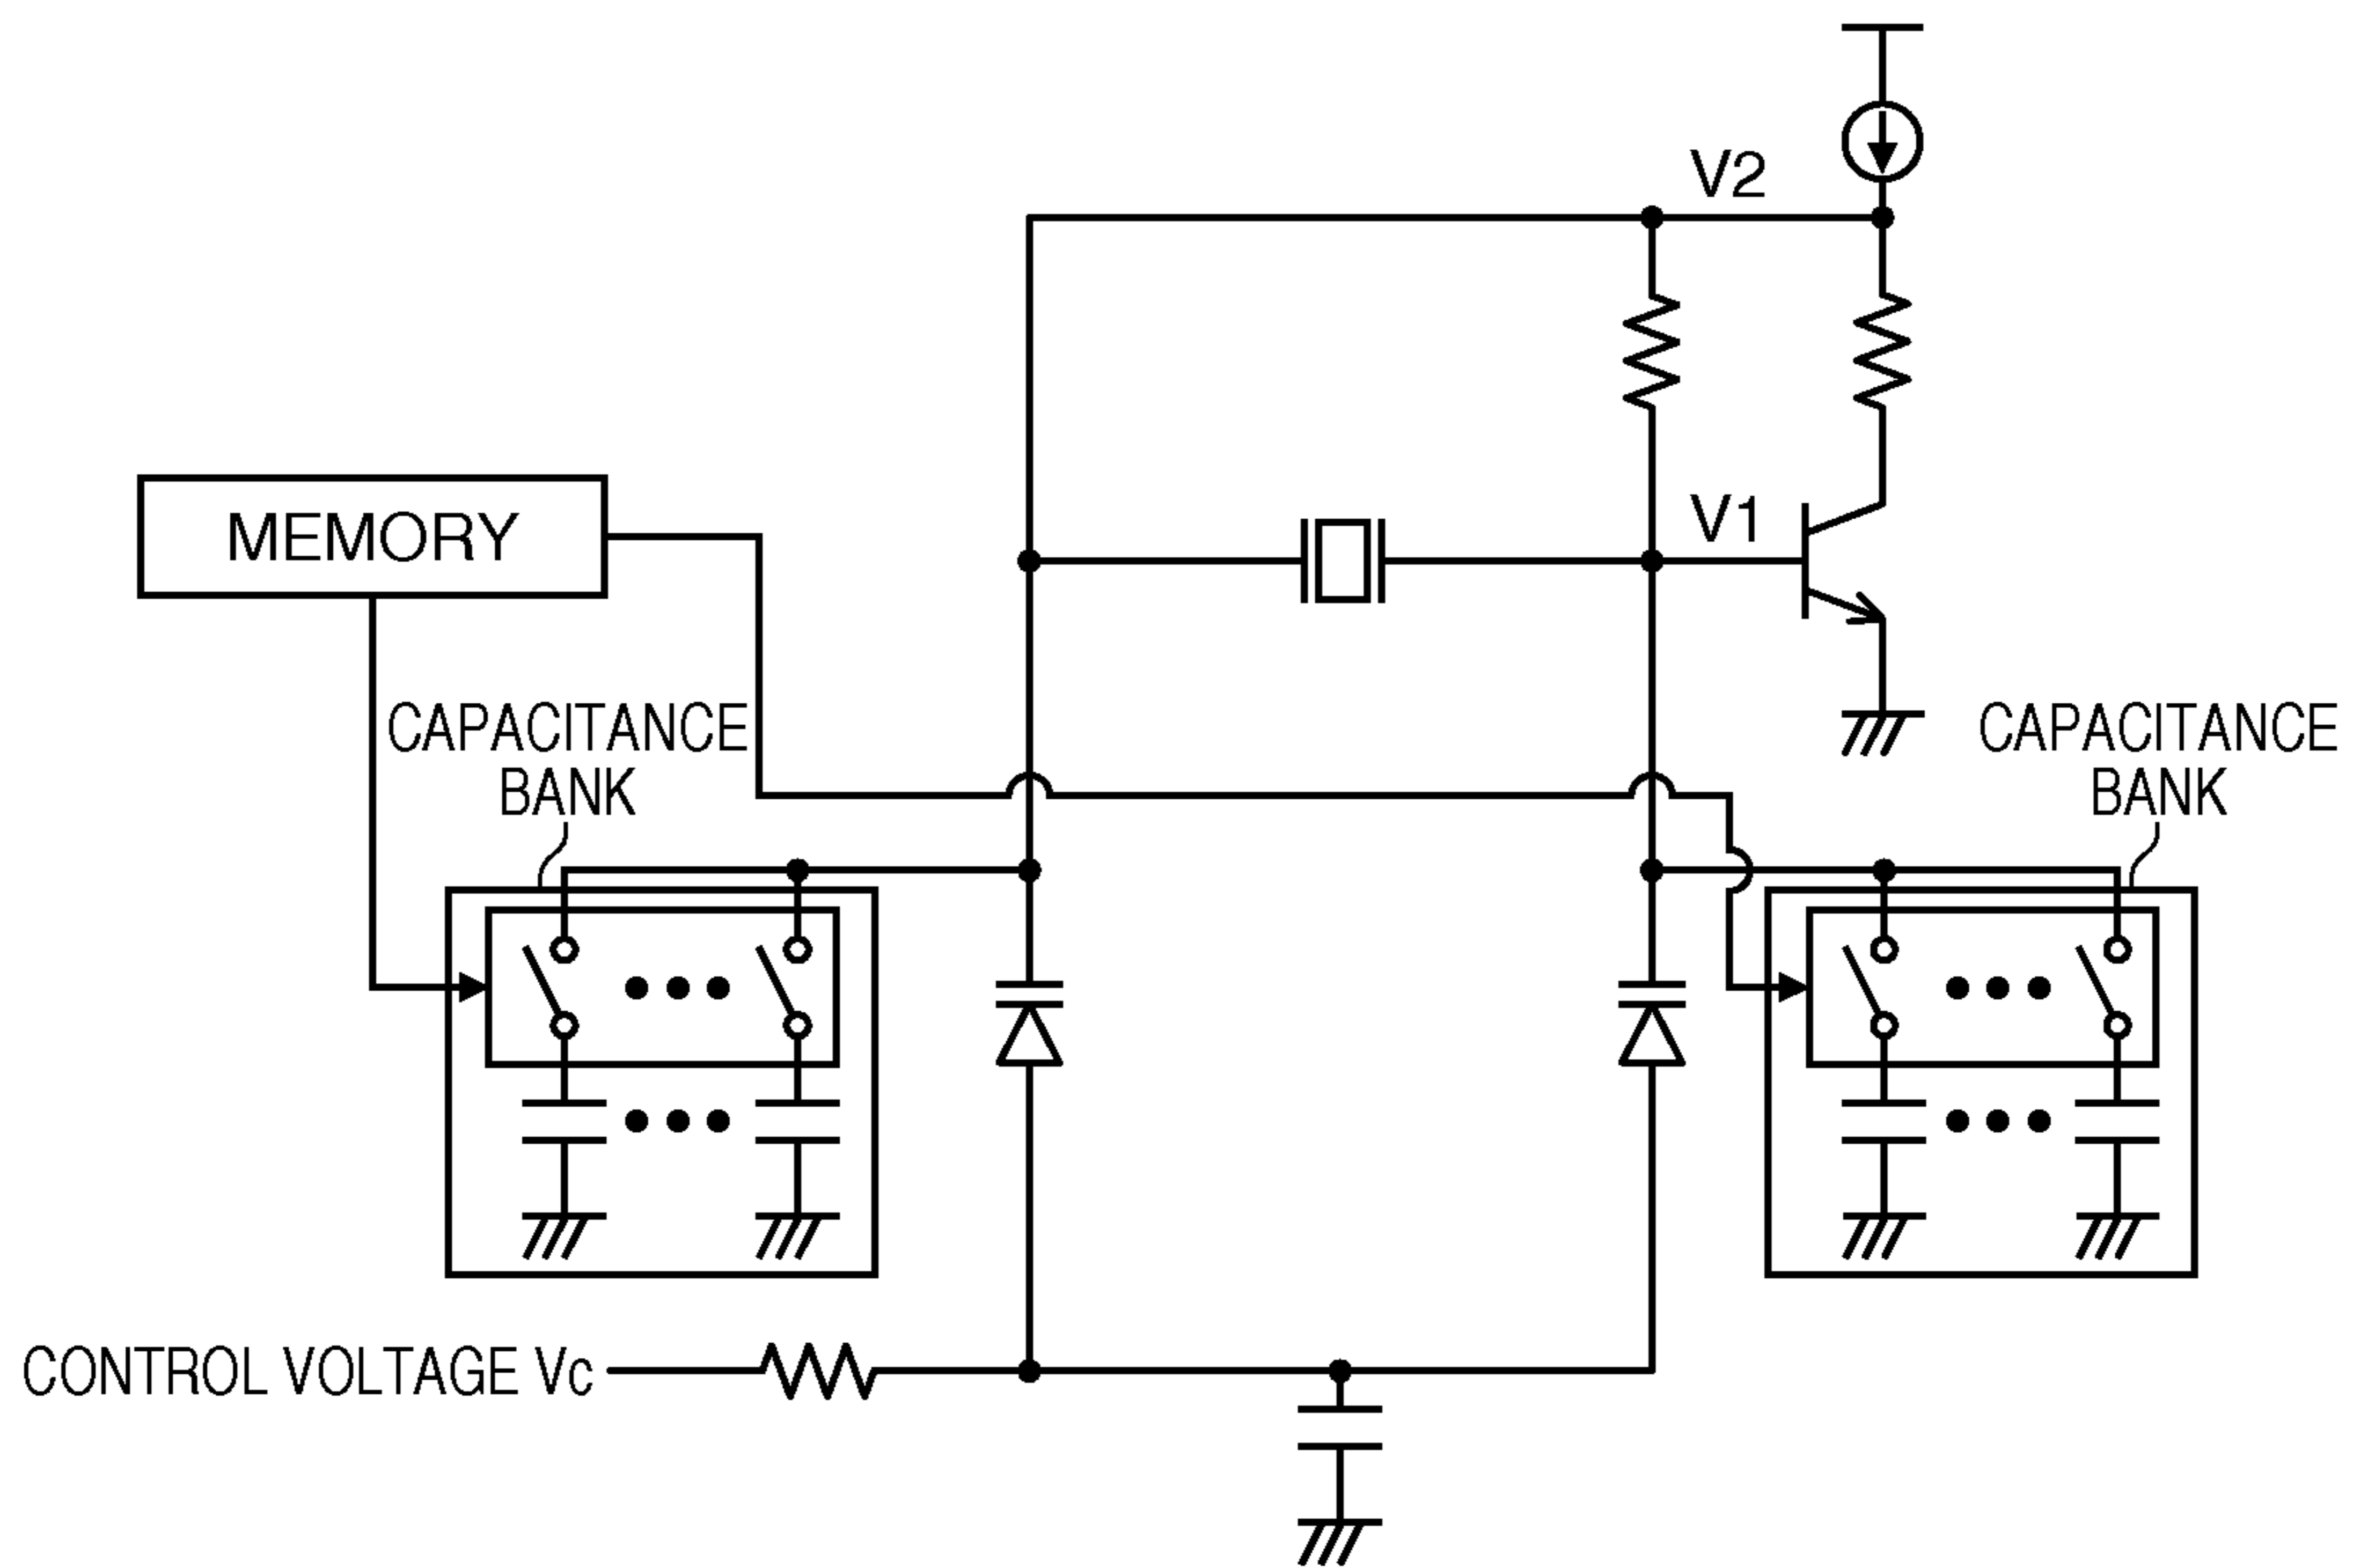 V2
V1
MEMORY
CAPACITANCE
BANK
CAPACITANCE
BANK
CONTROL VOLTAGE Vc